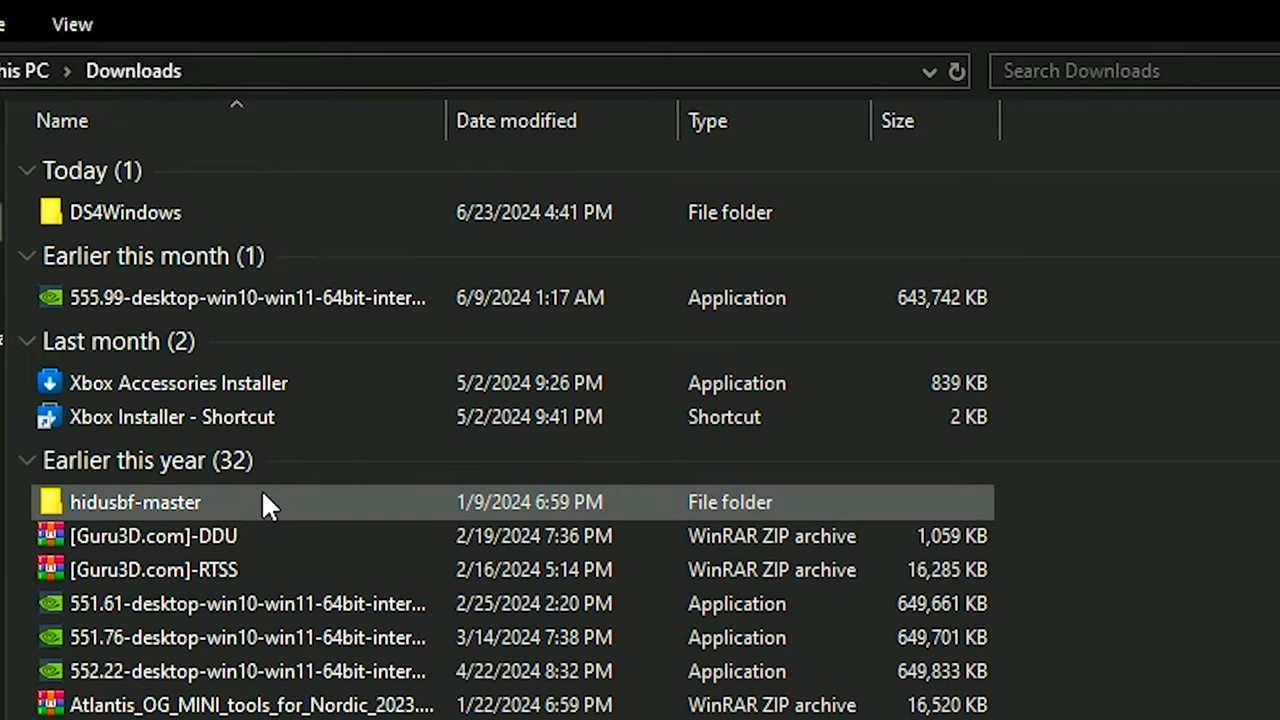 e View
his PC > Downloads Search Downloads
Name Date modified Type Size
Today (1)
DS4Windows 6/23/2024 4:41 PM File folder
Earlier this month (1)
555.99-desktop-win10-win11-64bit-inter... 6/9/2024 1:17 AM Application 643,742 KB
Last month (2)
Xbox Accessories Installer 5/2/2024 9:26 PM Application 839 KB
Xbox Installer - Shortcut 5/2/2024 9:41 PM Shortcut 2 KB
Earlier this year (32)
hidusbf-master 1/9/2024 6:59 PM File folder
[Guru3D.com]-DDU 2/19/2024 7:36 PM WinRAR ZIP archive 1,059 KB
[Guru3D.com]-RTSS 2/16/2024 5:14 PM WinRAR ZIP archive 16,285 KB
551.61-desktop-win10-win11-64bit-inter... 2/25/2024 2:20 PM Application 649,661 KB
551.76-desktop-win10-win11-64bit-inter... 3/14/2024 7:38 PM Application 649,701 KB
552.22-desktop-win10-win11-64bit-inter... 4/22/2024 8:32 PM Application 649,833 KB
Atlantis_OG_MINI_tools_for_Nordic_2023.... 1/22/2024 6:59 PM WinRAR ZIP archive 16,520 KB